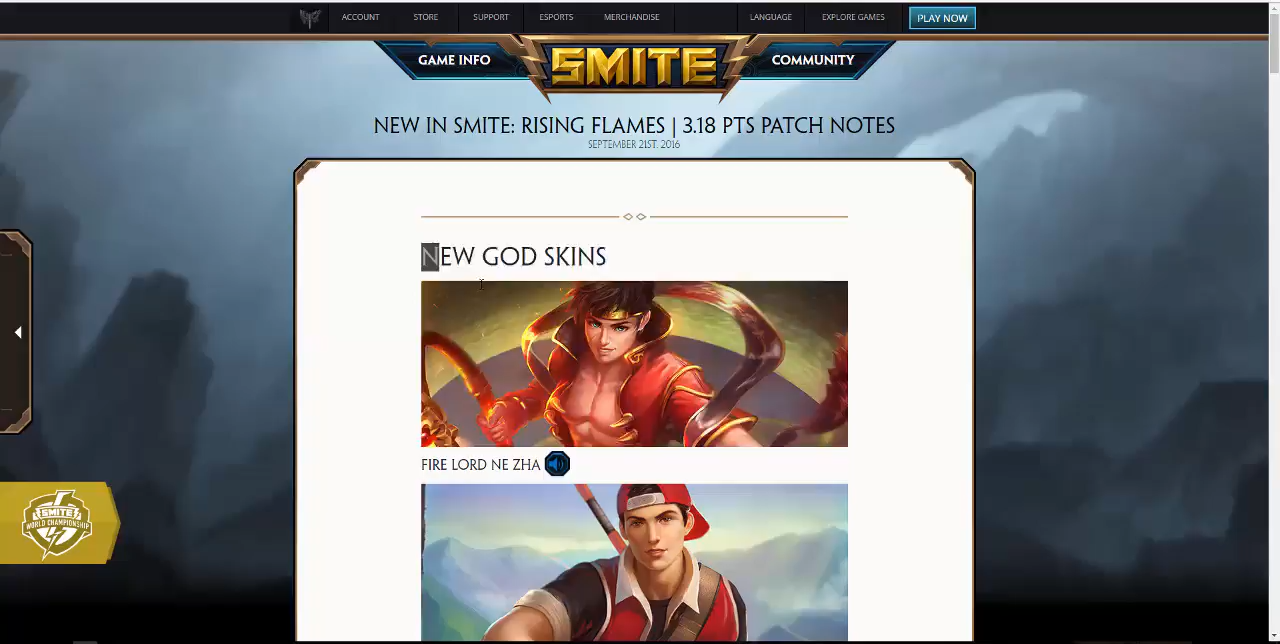 ACCOUNT STORE SUPPORT ESPORTS MERCHANDISE LANGUAGE EXPLORE GAMES PLAY NOW
GAME INFO SMITE COMMUNITY
NEW IN SMITE: RISING FLAMES | 3.18 PTS PATCH NOTES
SEPTEMBER 21ST, 2016
NEW GOD SKINS
FIRE LORD NE ZHA
SMITE
WORLD CHAMPIONSHIP